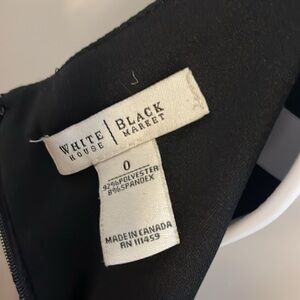 WHITE | BLACK
HOUSE | MARKET
0
92%POLYESTER
8%SPANDEX
MADE IN CANADA
RN 111459